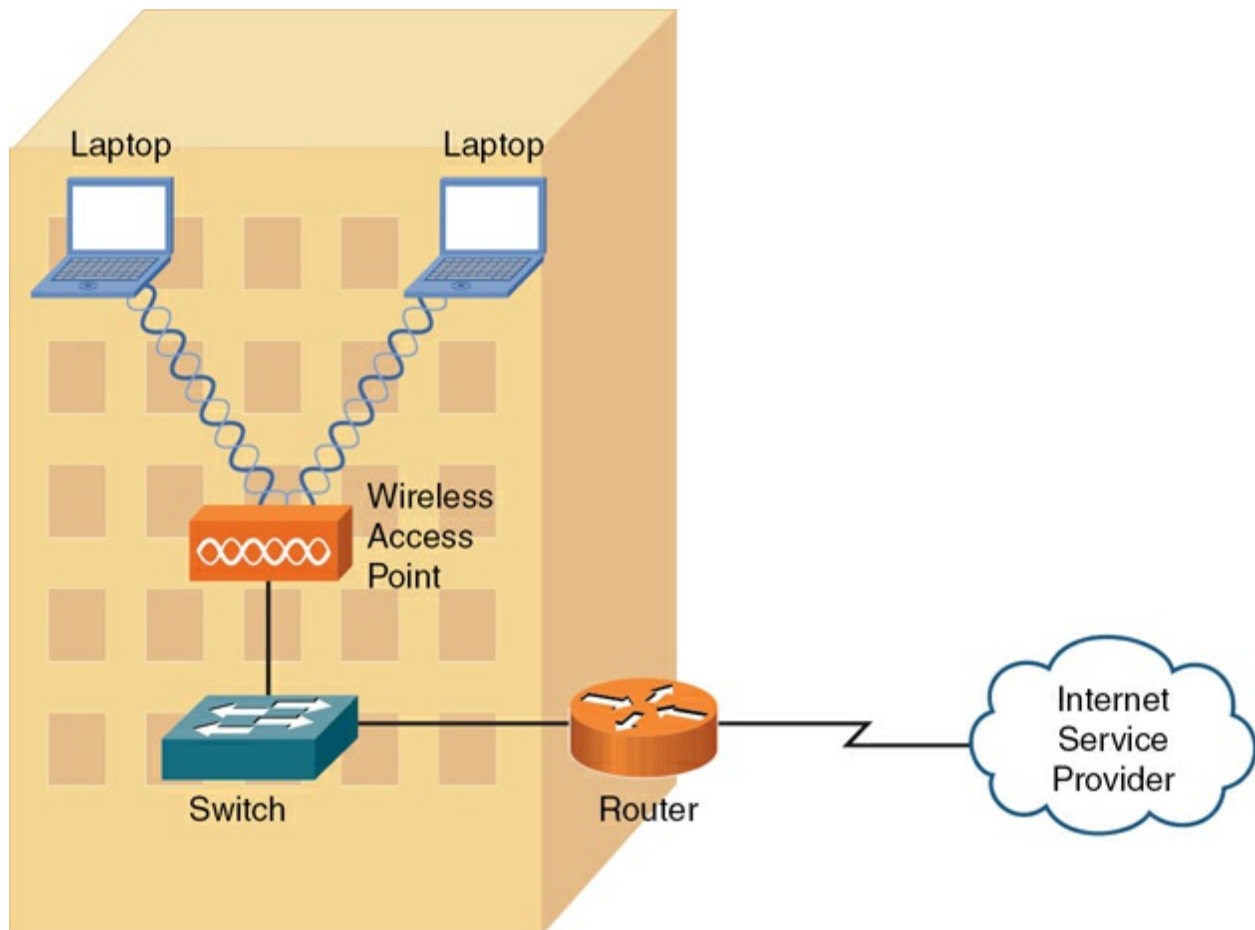 Laptop
Laptop
Wireless
Access
Point
Switch
Router
Internet
Service
Provider